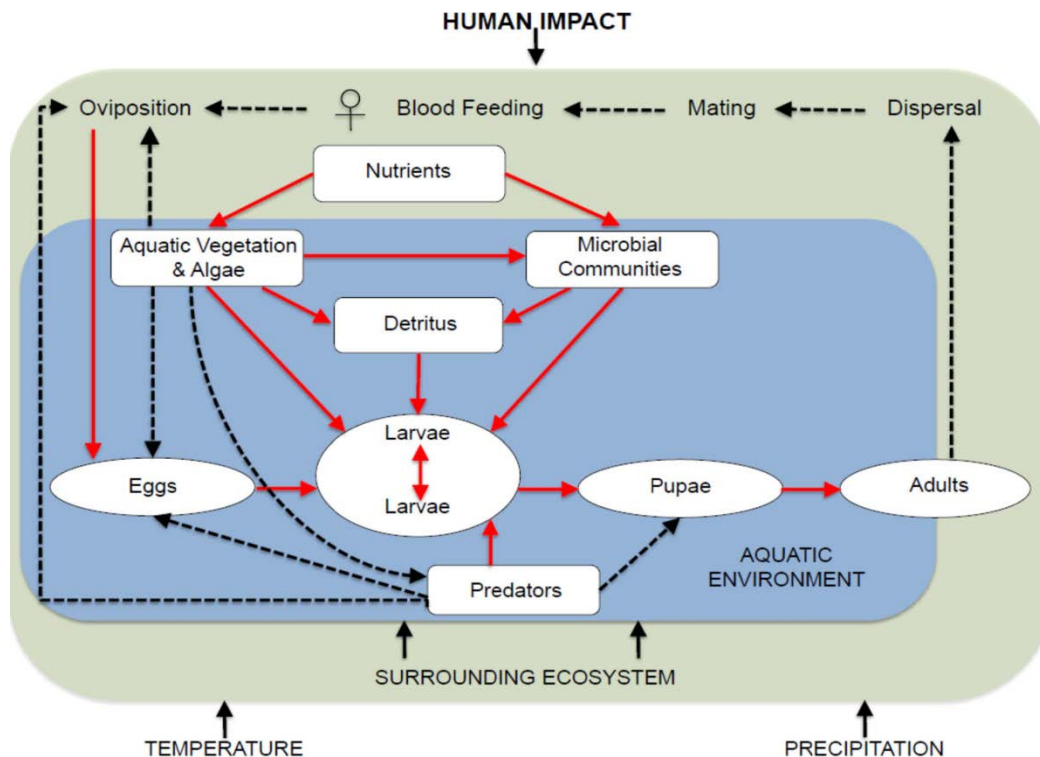 HUMAN IMPACT
Oviposition
♀ Blood Feeding
Mating
Dispersal
Nutrients
Aquatic Vegetation
& Algae
Microbial
Communities
Detritus
Larvae
Larvae
Eggs
Pupae
Adults
AQUATIC
ENVIRONMENT
Predators
SURROUNDING ECOSYSTEM
TEMPERATURE
PRECIPITATION